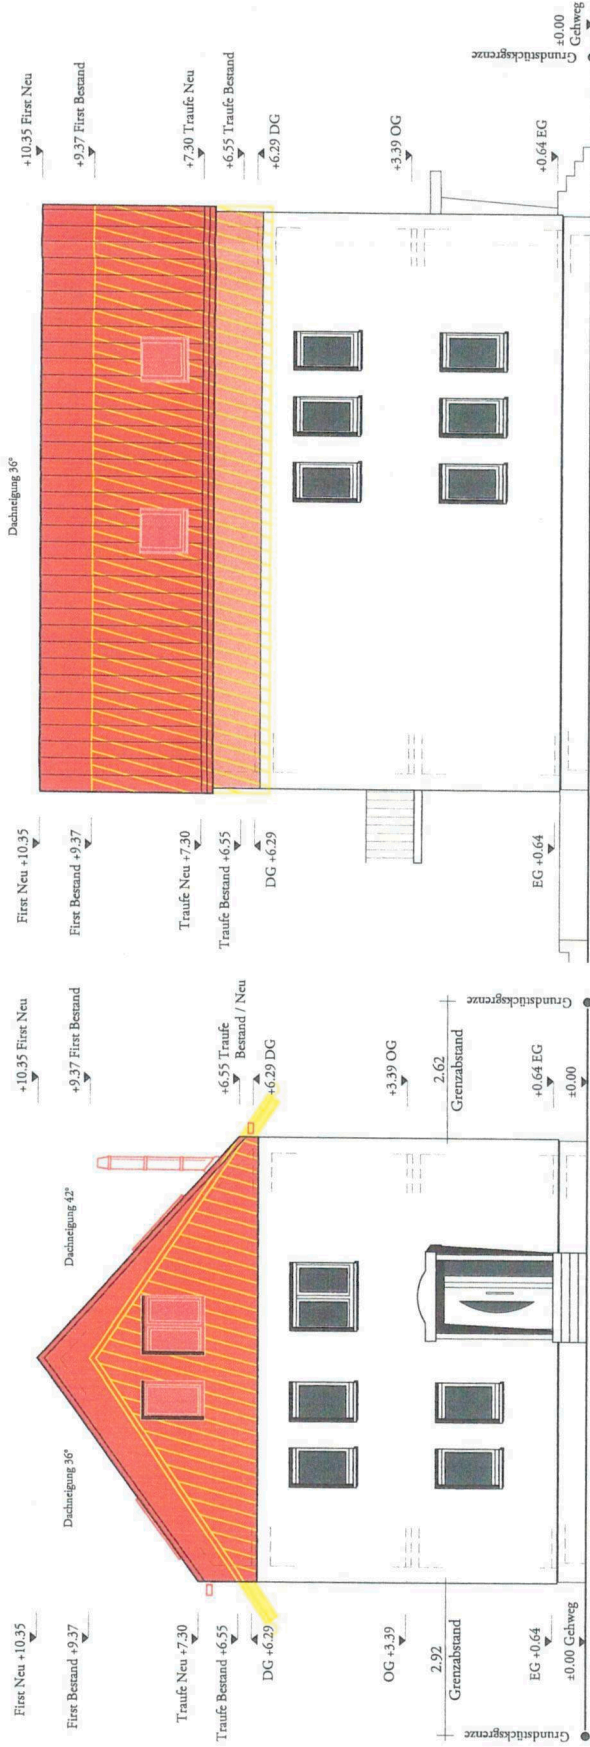 First Neu +10.35
First Bestand +9.37
Traufe Neu +7.30
Traufe Bestand +6.55
DG +6.29
OG +3.39
2.92
Grenzabstand
EG +0.64
±0.00 Gehweg
Grundstücksgrenze
Dachneigung 36°
Dachneigung 42°
+10.35 First Neu
+9.37 First Bestand
+6.55 Traufe
Bestand / Neu
+6.29 DG
+3.39 OG
2.62
Grenzabstand
+0.64 EG
±0.00
Grundstücksgrenze
First Neu +10.35
First Bestand +9.37
Traufe Neu +7.30
Traufe Bestand +6.55
DG +6.29
EG +0.64
Dachneigung 36°
+10.35 First Neu
+9.37 First Bestand
+7.30 Traufe Neu
+6.55 Traufe Bestand
+6.29 DG
+3.39 OG
+0.64 EG
±0.00
Gehweg
Grundstücksgrenze